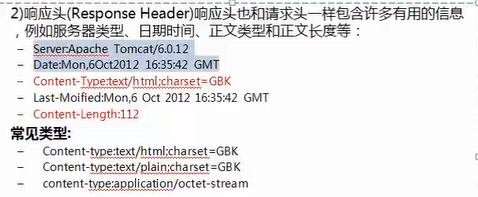 2)响应头(Response Header)响应头也和请求头一样包含许多有用的信息
，例如服务器类型、日期时间、正文类型和正文长度等：
– Server:Apache Tomcat/6.0.12
– Date:Mon,6Oct2012 16:35:42 GMT
– Content-Type:text/html;charset=GBK
– Last-Moified:Mon,6 Oct 2012 16:35:42 GMT
– Content-Length:112
常见类型:
– Content-type:text/html;charset=GBK
– Content-type:text/plain;charset=GBK
– content-type:application/octet-stream